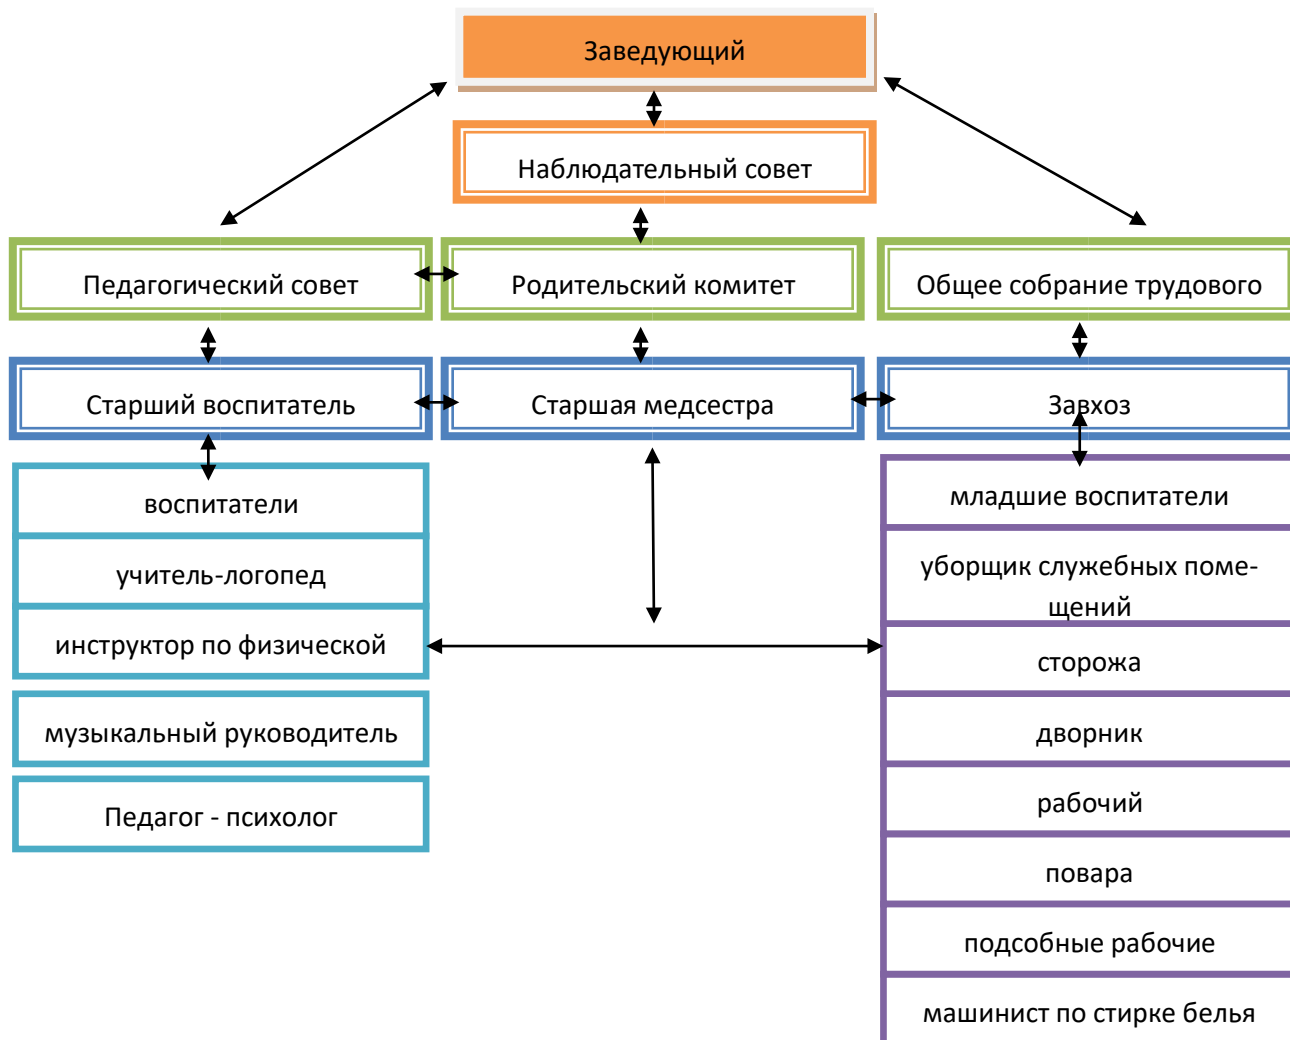 Заведующий
Наблюдательный совет
Педагогический совет
Родительский комитет
Общее собрание трудового
Старший воспитатель
Старшая медсестра
Завхоз
воспитатели
учитель-логопед
инструктор по физической
музыкальный руководитель
Педагог - психолог
младшие воспитатели
уборщик служебных поме-
щений
сторожа
дворник
рабочий
повара
подсобные рабочие
машинист по стирке белья